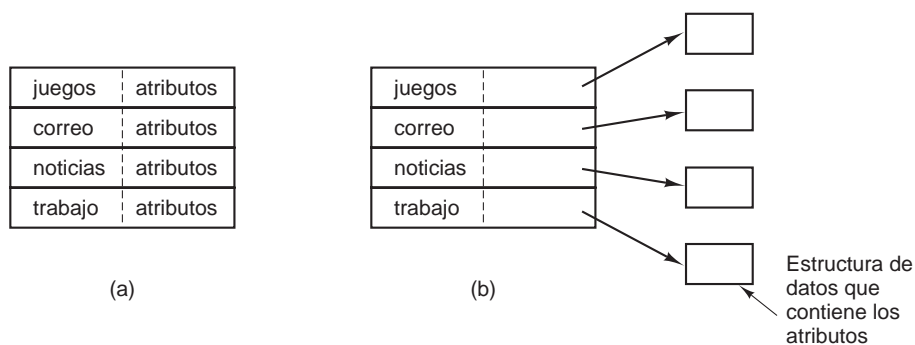 juegos atributos
correo atributos
noticias atributos
trabajo atributos
(a)
juegos
correo
noticias
trabajo
(b)
Estructura de
datos que
contiene los
atributos